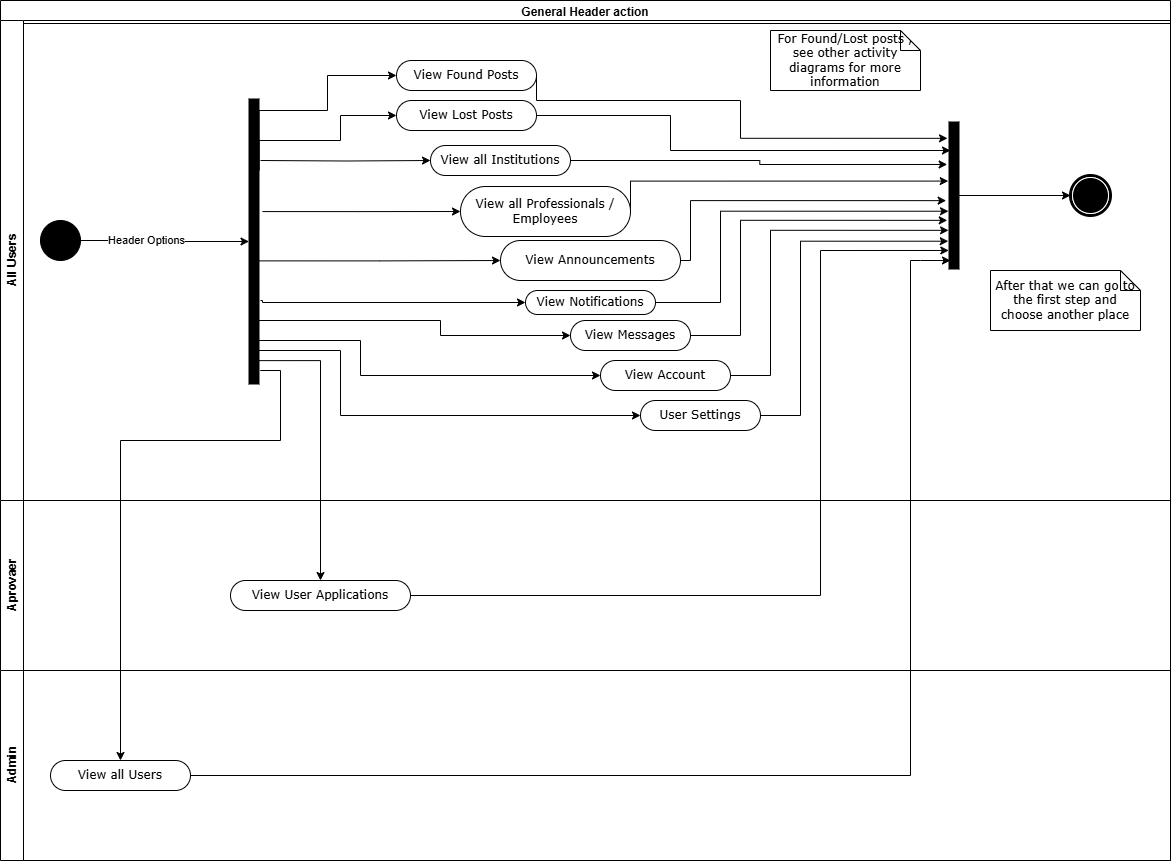 General Header action
For Found/Lost posts,
see other activity
diagrams for more
information
View Found Posts
View Lost Posts
View all Institutions
View all Professionals /
Employees
All Users
Header Options
View Announcements
After that we can go to
the first step and
choose another place
View Notifications
View Messages
View Account
User Settings
Aprovaer
View User Applications
Admin
View all Users